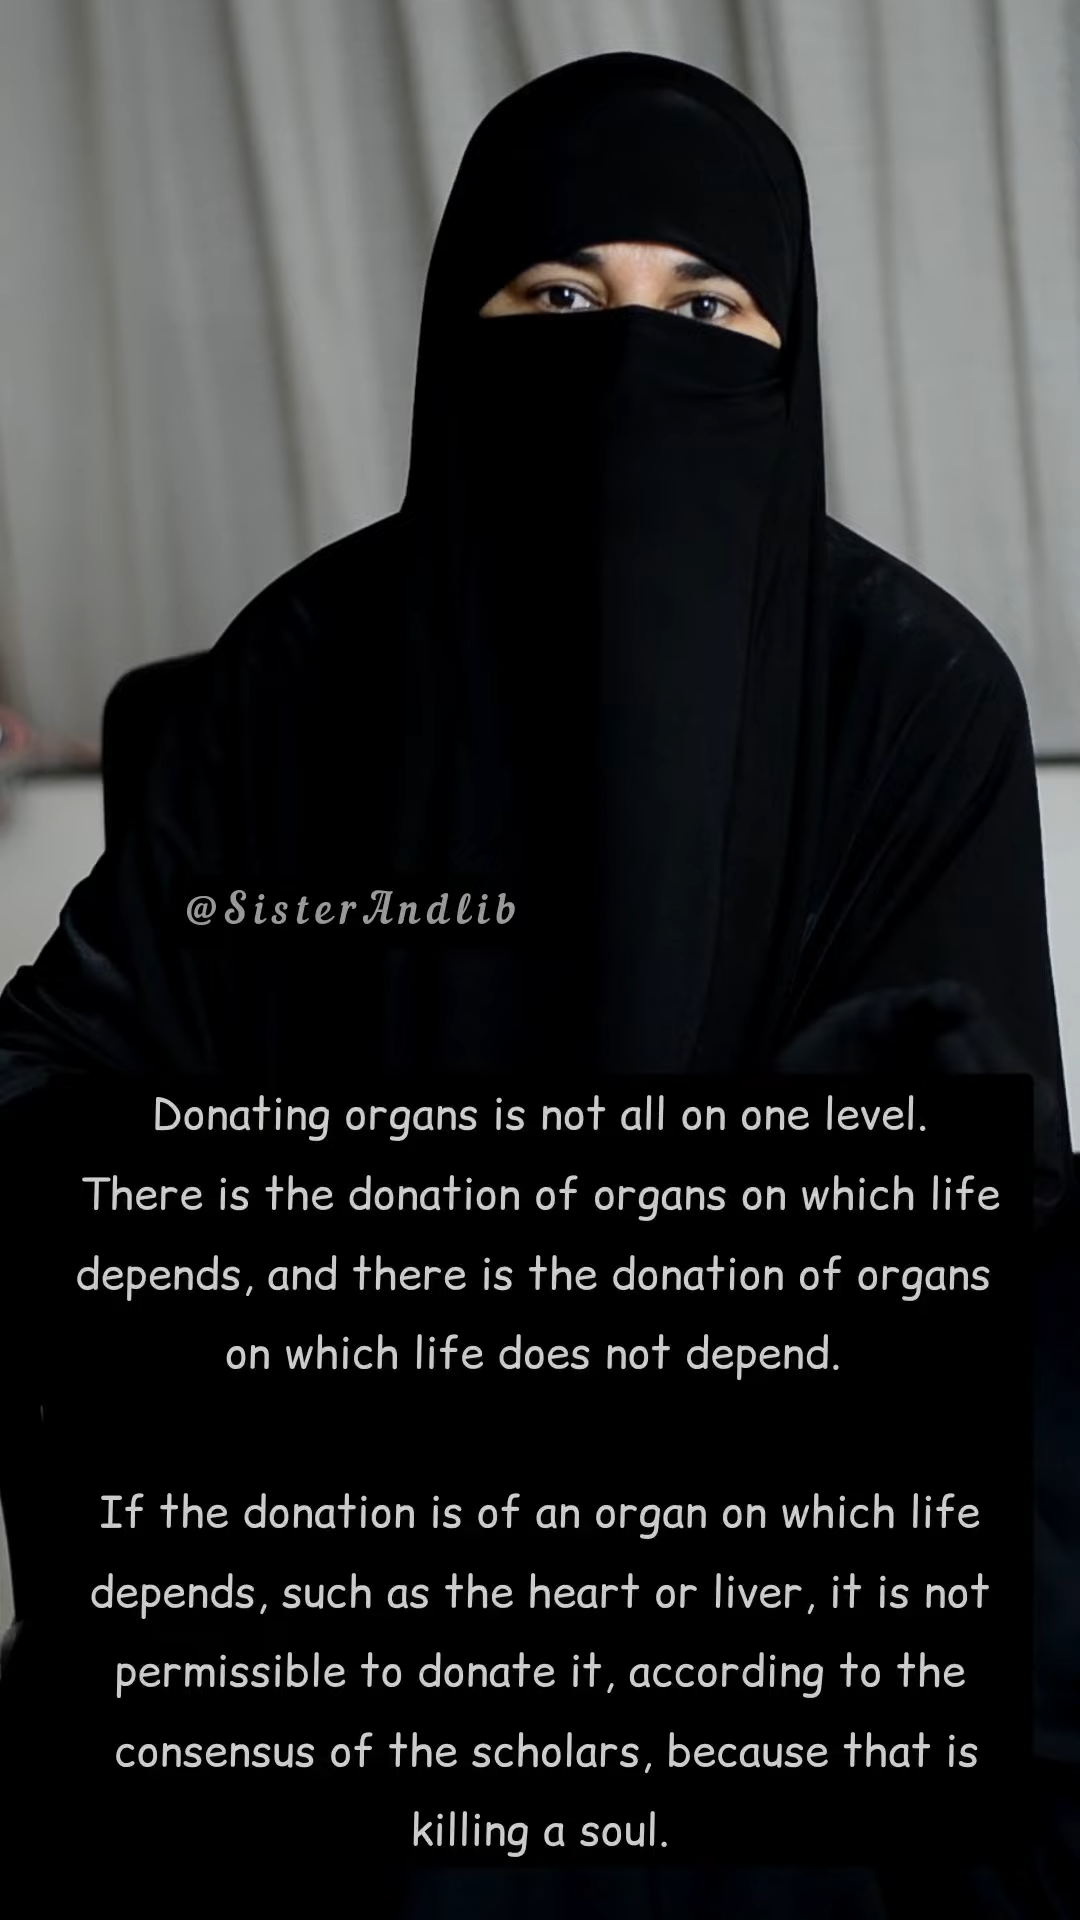 @SisterAndlib
Donating organs is not all on one level.
There is the donation of organs on which life
depends, and there is the donation of organs
on which life does not depend.
If the donation is of an organ on which life
depends, such as the heart or liver, it is not
permissible to donate it, according to the
consensus of the scholars, because that is
killing a soul.